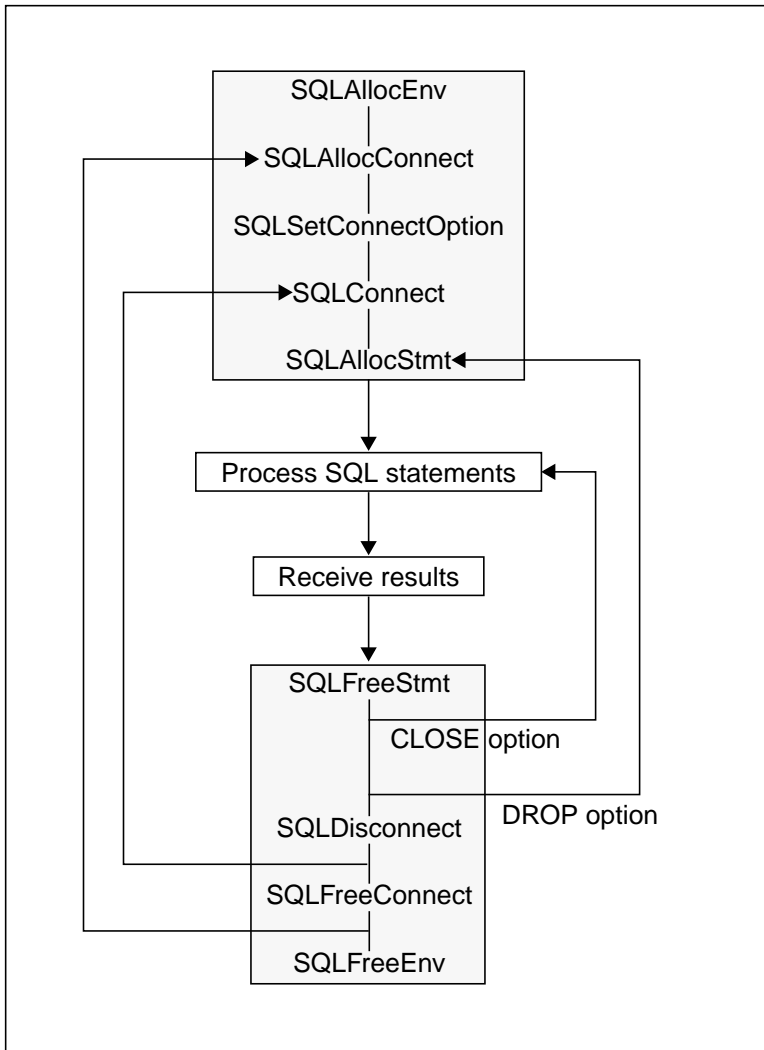 SQLAllocEnv
SQLAllocConnect
SQLSetConnectOption
SQLConnect
SQLAllocStmt
Process SQL statements
Receive results
SQLFreeStmt
CLOSE option
DROP option
SQLDisconnect
SQLFreeConnect
SQLFreeEnv